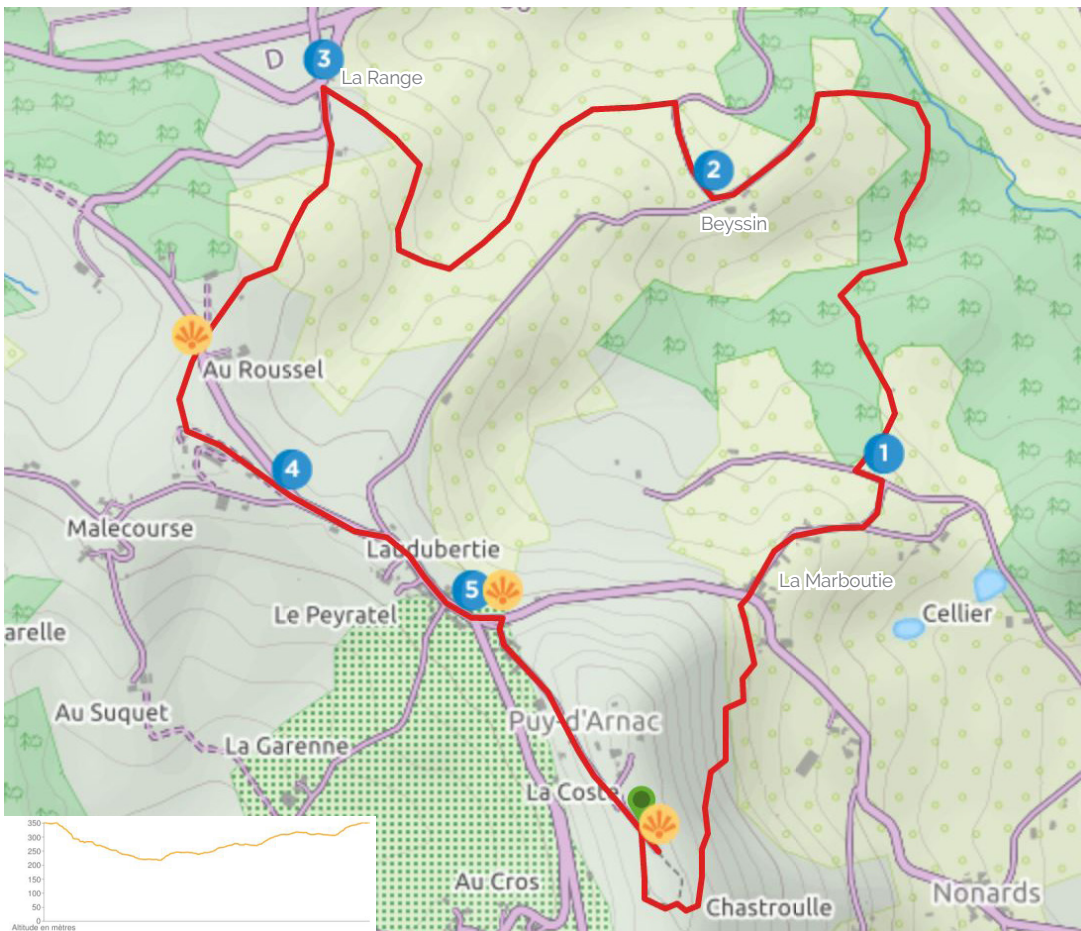 3
D
La Range
2
Beyssin
Au Roussel
4
1
Malecourse
Laudubertie
La Marboutie
5
Le Peyratel
Cellier
arelle
Au Suquet
Puy-d'Arnac
La Garenne
La Coste
350
300
250
200
150
100
50
0
Au Cros
Chastroulle
Nonards
Altitude en mètres